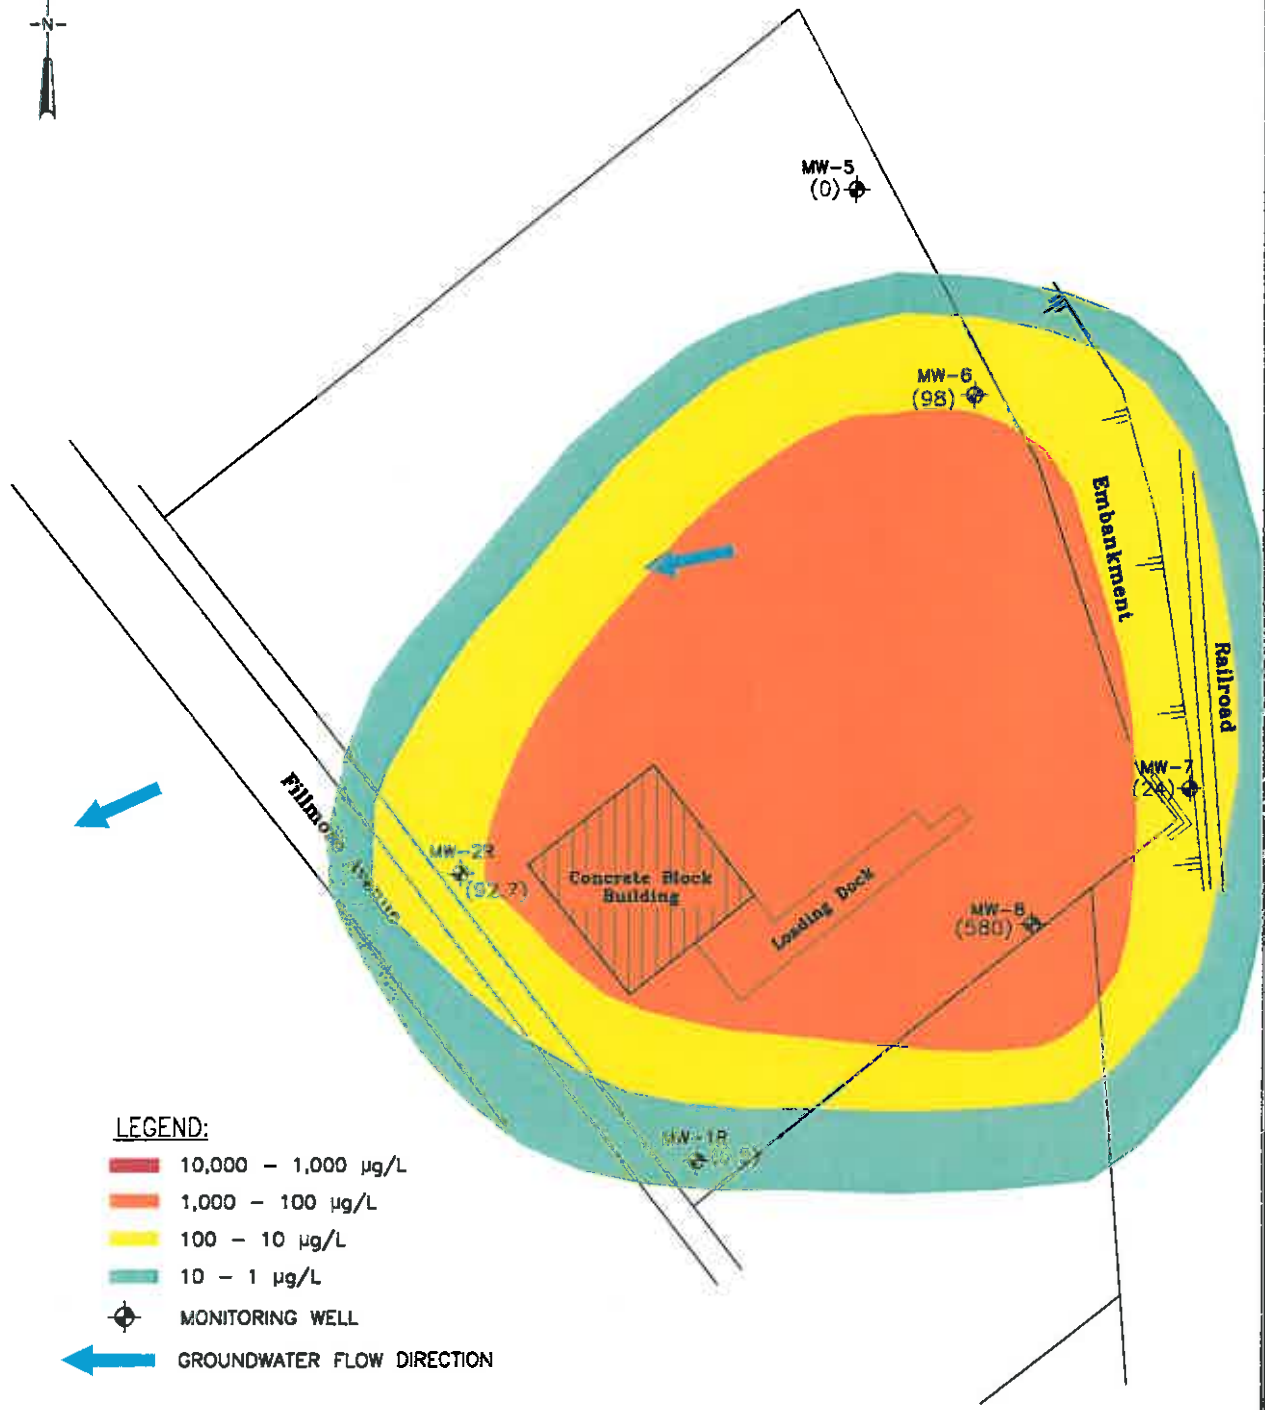 -N-
MW-5
(0)
MW-6
(98)
Embankment
Railroad
MW-7
Fillmore Avenue
MW-2R
Concrete Block
Building
Loading Dock
MW-8
(580)
MW-1R
LEGEND:
10,000 - 1,000 µg/L
1,000 - 100 µg/L
100 - 10 µg/L
10 - 1 µg/L
MONITORING WELL
GROUNDWATER FLOW DIRECTION